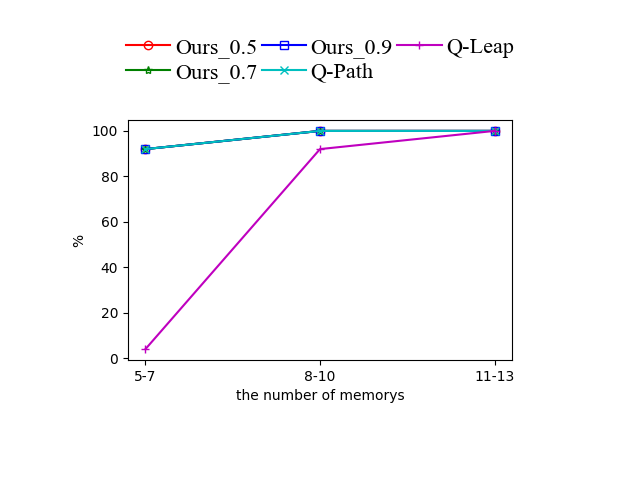 Ours_0.5 Ours_0.9 Q-Leap
Ours_0.7 Q-Path
100
80
60
40
20
0
%
5-7 8-10 11-13
the number of memorys